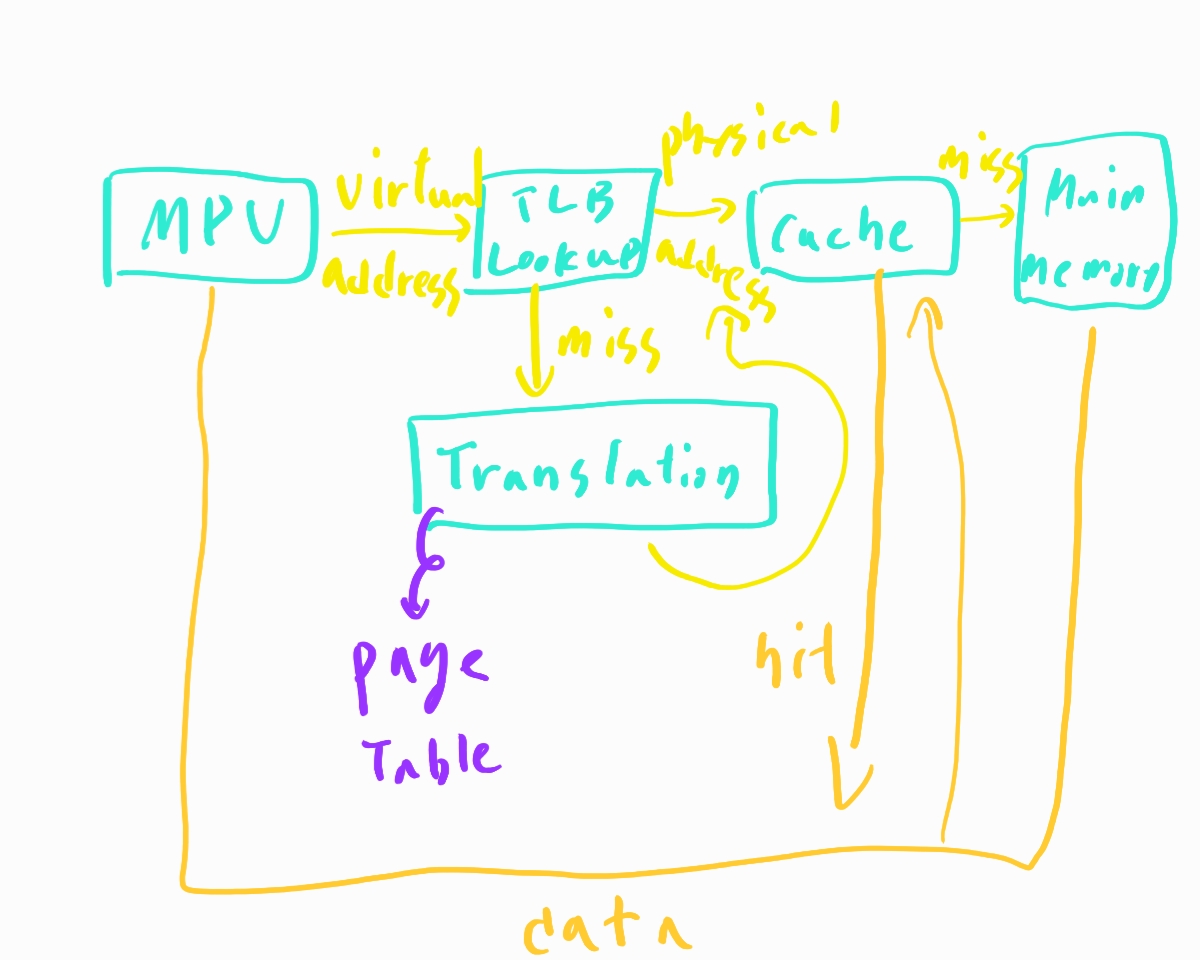 MPU
virtual
address
TLB
Lookup
physical
address
Cache
miss
Main
memory
miss
Translation
page
Table
hit
data